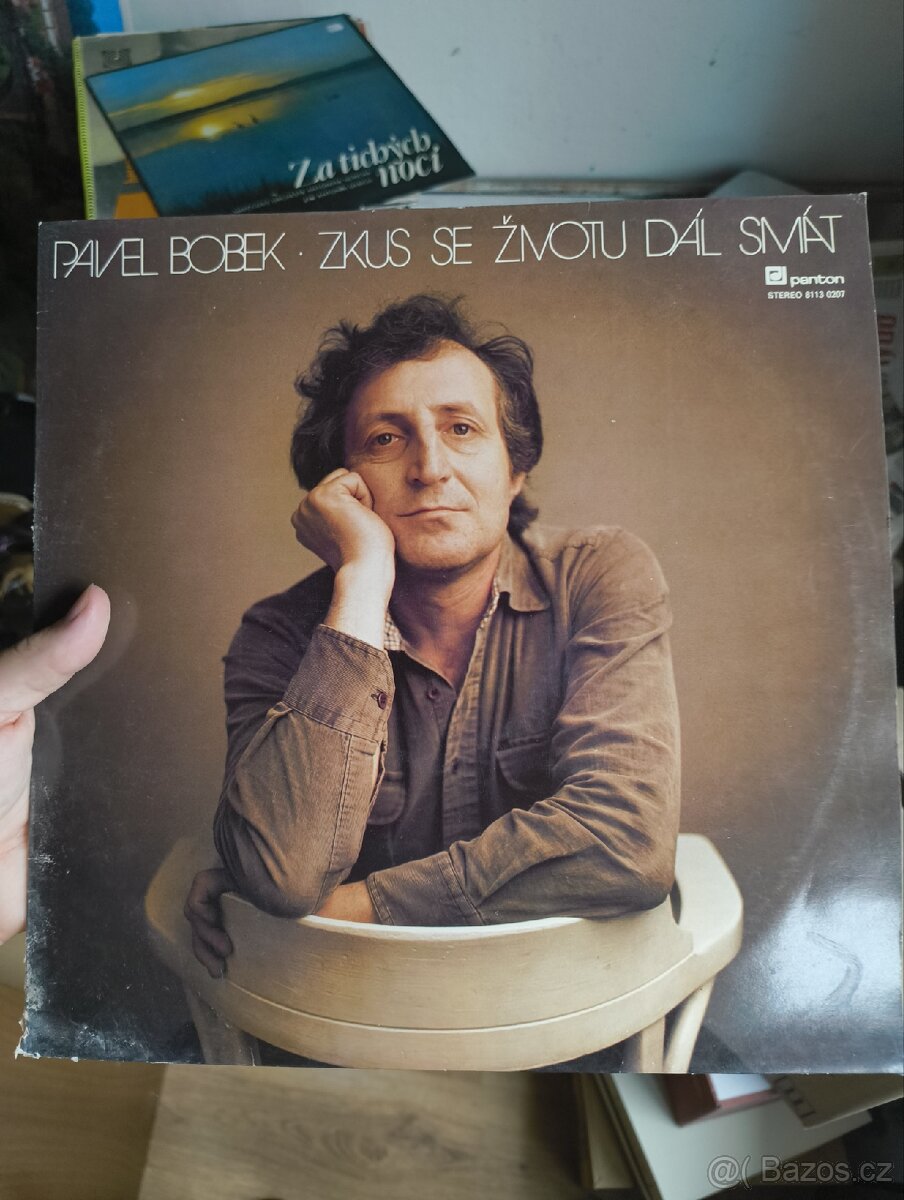 Za tichých
nocí
PAVEL BOBEK · ZKUS SE ŽIVOTU DÁL SMÁT
panton
STEREO 8113 0207
@( Bazos.cz